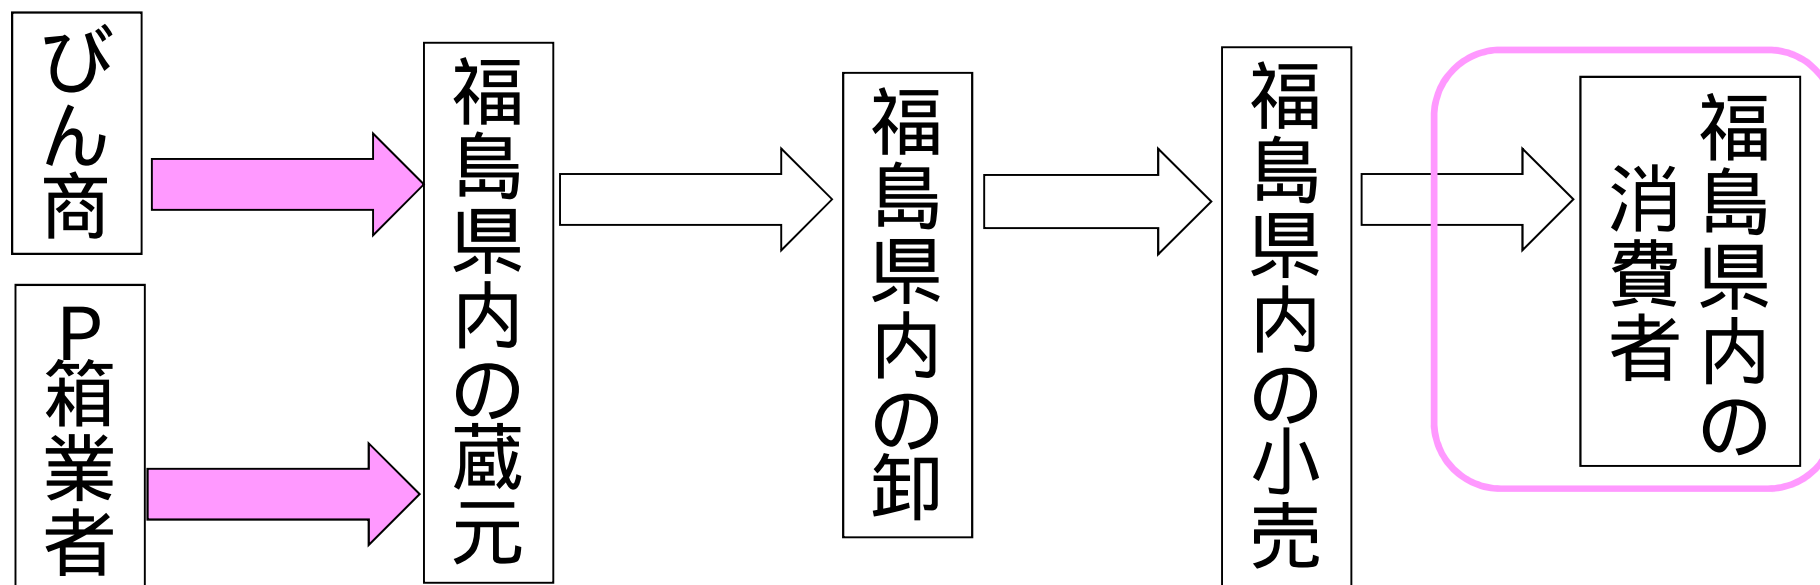 びん商
P箱業者
福島県内の蔵元
福島県内の卸
福島県内の小売
福島県内の
消費者